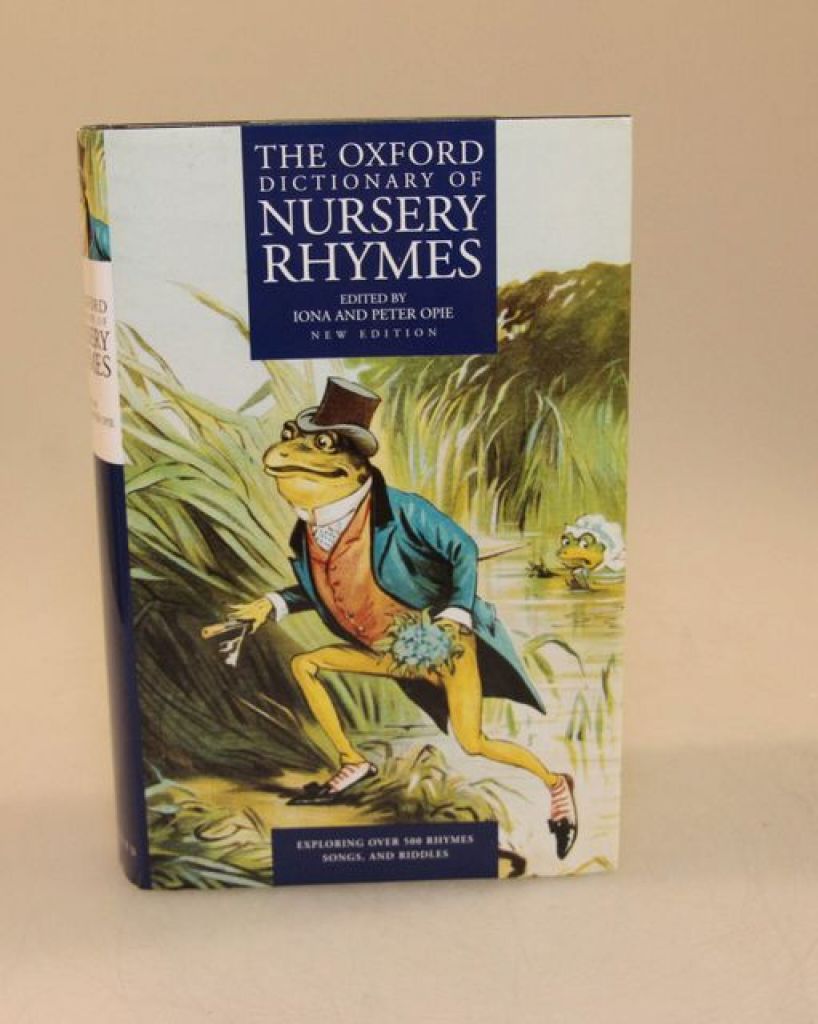 THE OXFORD
DICTIONARY OF
NURSERY
RHYMES
EDITED BY
IONA AND PETER OPIE
NEW EDITION
EXPLORING OVER 500 RHYMES
SONGS, AND RIDDLES